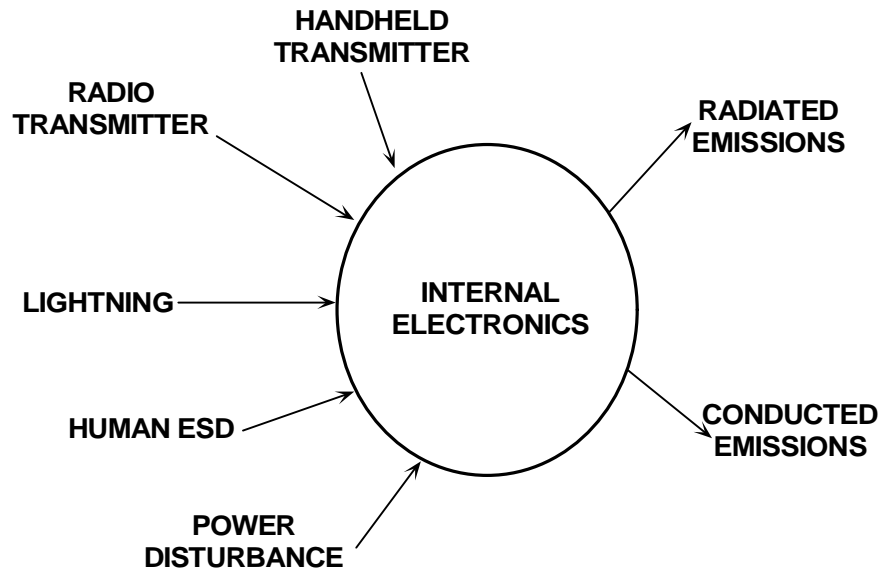 HANDHELD
TRANSMITTER
RADIO
TRANSMITTER
RADIATED
EMISSIONS
LIGHTNING
INTERNAL
ELECTRONICS
HUMAN ESD
CONDUCTED
EMISSIONS
POWER
DISTURBANCE